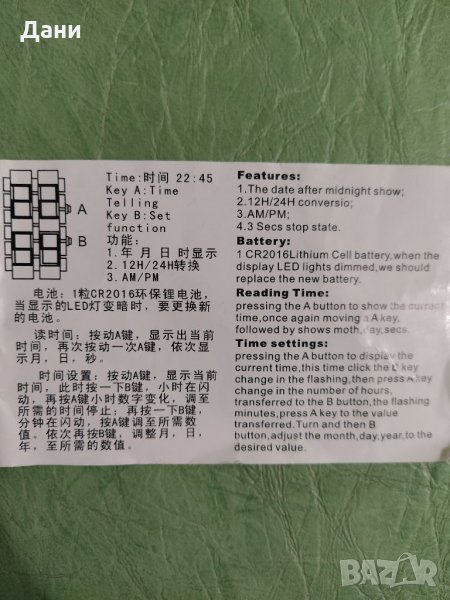 Дани
Time:时间 22:45
Key A:Time
Telling
Key B:Set
function
功能:
1.年 月 日 时显示
2.12H/24H转换
3.AM/PM
A
B
电池：1粒CR2016环保锂电池，
当显示的LED灯变暗时，要更换新
的电池。
读时间：按动A键，显示出当前
时间，再次按动一次A键，依次显
示月，日，秒。
时间设置：按动A键，显示当前
时间，此时按一下B键，小时在闪
动，再按A键小时数字变化，调至
所需的时间停止；再按一下B键，
分钟在闪动，按A键调至所需数
值。依次再按B键，调整月，日，
年，至所需的数值。
Features:
1.The date after midnight show;
2.12H/24H conversio;
3.AM/PM;
4.3 Secs stop state.
Battery:
1 CR2016Lithium Cell battery,when the
display LED lights dimmed,we should
replace the new battery.
Reading Time:
pressing the A button to show the current
time,once again moving a A key,
followed by shows moth,day,secs.
Time settings:
pressing the A button to display the
current time,this time click the B key
change in the flashing,then press A key
change in the number of hours,
transferred to the B button,the flashing
minutes,press A key to the value
transferred.Turn and then B
button,adjust the month,day,year,to the
desired value.
BAZAR